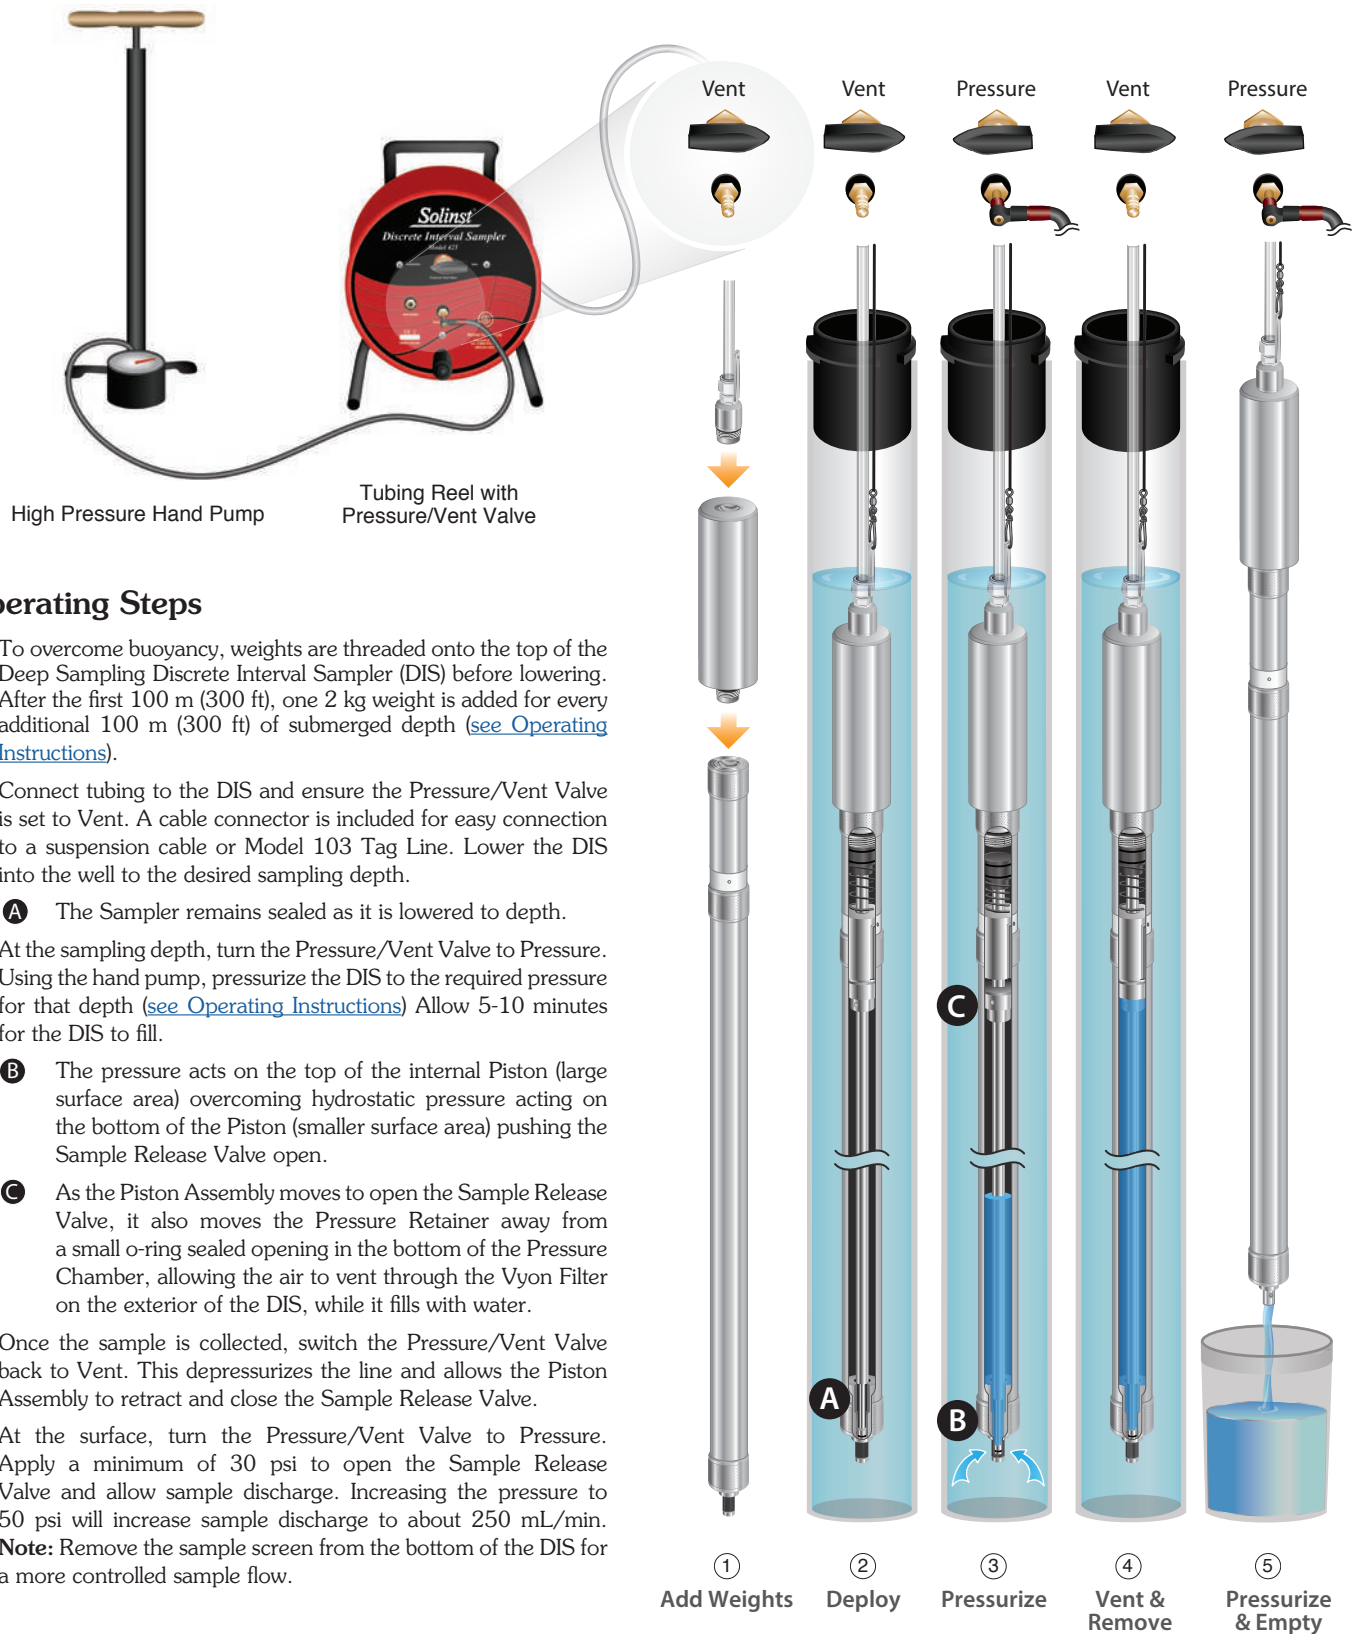 Vent
Vent
Pressure
Vent
Pressure
Solinst
Discrete Interval Sampler
Model 425
High Pressure Hand Pump
Tubing Reel with
Pressure/Vent Valve
perating Steps
To overcome buoyancy, weights are threaded onto the top of the
Deep Sampling Discrete Interval Sampler (DIS) before lowering.
After the first 100 m (300 ft), one 2 kg weight is added for every
additional 100 m (300 ft) of submerged depth (see Operating
Instructions).
Connect tubing to the DIS and ensure the Pressure/Vent Valve
is set to Vent. A cable connector is included for easy connection
to a suspension cable or Model 103 Tag Line. Lower the DIS
into the well to the desired sampling depth.
A The Sampler remains sealed as it is lowered to depth.
At the sampling depth, turn the Pressure/Vent Valve to Pressure.
Using the hand pump, pressurize the DIS to the required pressure
for that depth (see Operating Instructions) Allow 5-10 minutes
for the DIS to fill.
B The pressure acts on the top of the internal Piston (large
surface area) overcoming hydrostatic pressure acting on
the bottom of the Piston (smaller surface area) pushing the
Sample Release Valve open.
C As the Piston Assembly moves to open the Sample Release
Valve, it also moves the Pressure Retainer away from
a small o-ring sealed opening in the bottom of the Pressure
Chamber, allowing the air to vent through the Vyon Filter
on the exterior of the DIS, while it fills with water.
Once the sample is collected, switch the Pressure/Vent Valve
back to Vent. This depressurizes the line and allows the Piston
Assembly to retract and close the Sample Release Valve.
At the surface, turn the Pressure/Vent Valve to Pressure.
Apply a minimum of 30 psi to open the Sample Release
Valve and allow sample discharge. Increasing the pressure to
50 psi will increase sample discharge to about 250 mL/min.
Note: Remove the sample screen from the bottom of the DIS for
a more controlled sample flow.
C
A
B
1
Add Weights
2
Deploy
3
Pressurize
4
Vent &
Remove
5
Pressurize
& Empty